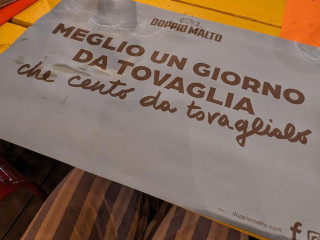 DOPPIO MALTO
MEGLIO UN GIORNO
DA TOVAGLIA
che cento da tovagliolo
doppiomalto.com